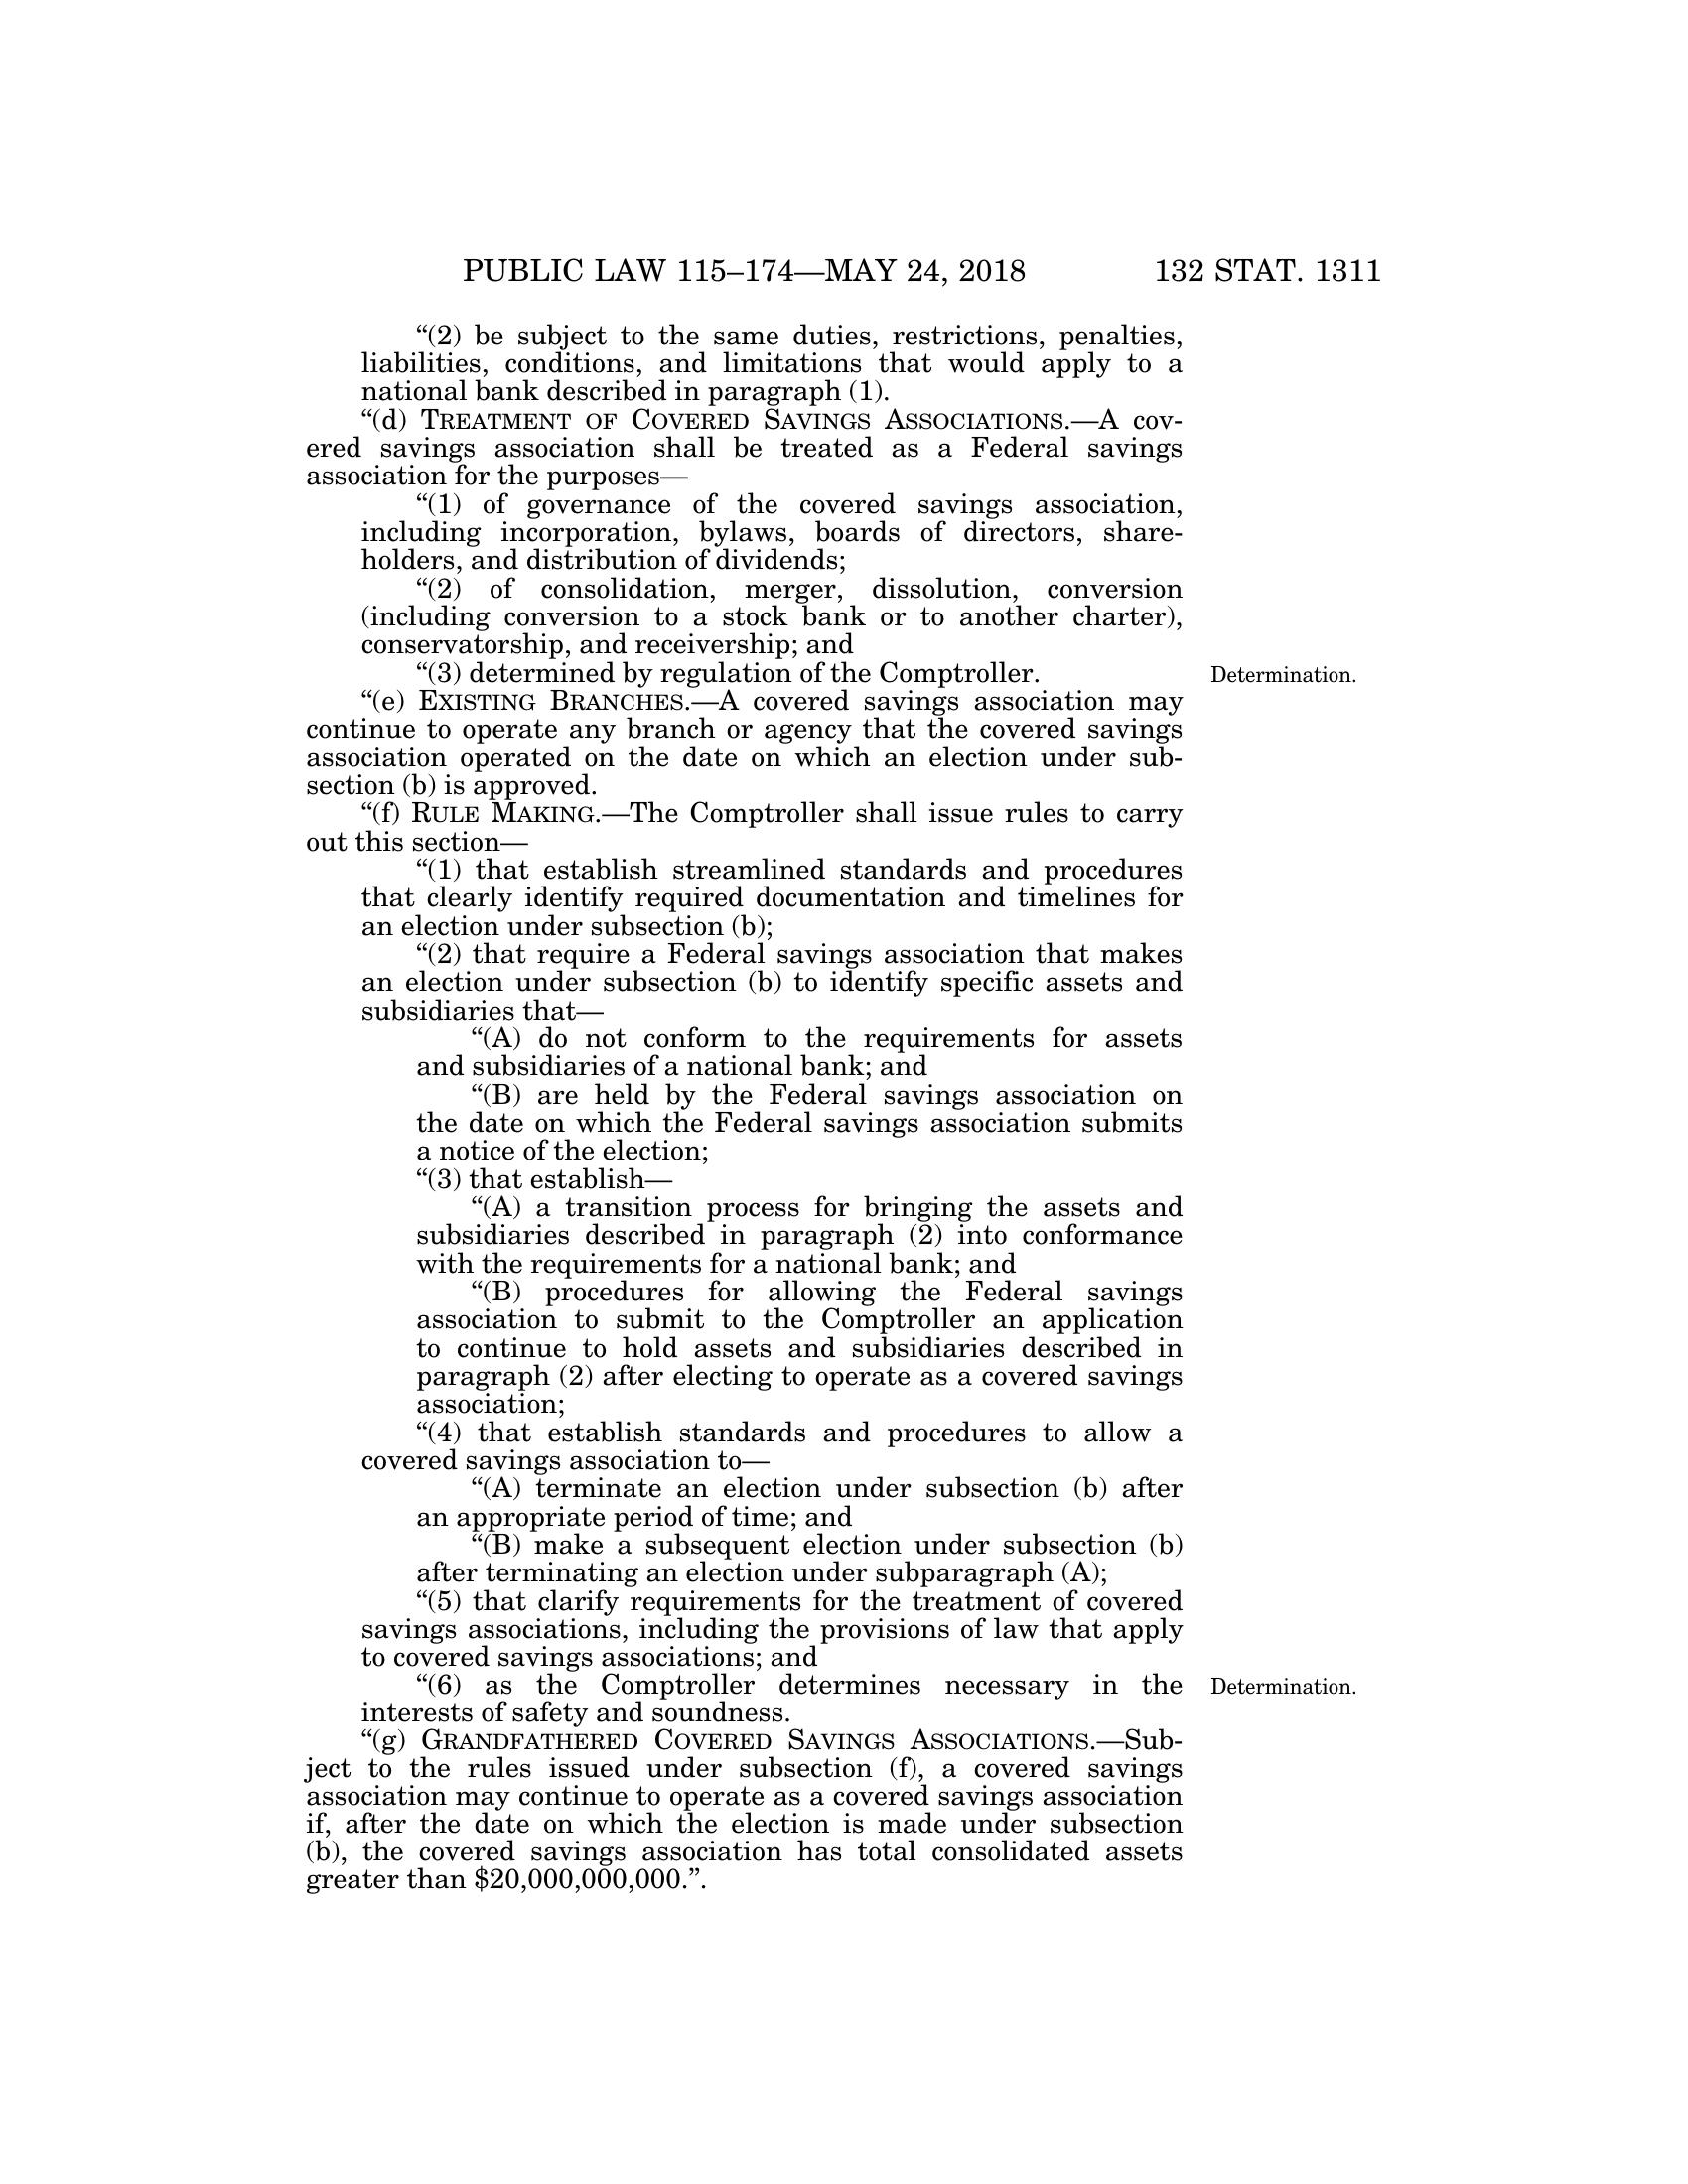 PUBLIC LAW 115–174—MAY 24, 2018 132 STAT. 1311
“(2) be subject to the same duties, restrictions, penalties,
liabilities, conditions, and limitations that would apply to a
national bank described in paragraph (1).
“(d) TREATMENT OF COVERED SAVINGS ASSOCIATIONS.—A cov-
ered savings association shall be treated as a Federal savings
association for the purposes—
“(1) of governance of the covered savings association,
including incorporation, bylaws, boards of directors, share-
holders, and distribution of dividends;
“(2) of consolidation, merger, dissolution, conversion
(including conversion to a stock bank or to another charter),
conservatorship, and receivership; and
“(3) determined by regulation of the Comptroller.
Determination.
“(e) EXISTING BRANCHES.—A covered savings association may
continue to operate any branch or agency that the covered savings
association operated on the date on which an election under sub-
section (b) is approved.
“(f) RULE MAKING.—The Comptroller shall issue rules to carry
out this section—
“(1) that establish streamlined standards and procedures
that clearly identify required documentation and timelines for
an election under subsection (b);
“(2) that require a Federal savings association that makes
an election under subsection (b) to identify specific assets and
subsidiaries that—
“(A) do not conform to the requirements for assets
and subsidiaries of a national bank; and
“(B) are held by the Federal savings association on
the date on which the Federal savings association submits
a notice of the election;
“(3) that establish—
“(A) a transition process for bringing the assets and
subsidiaries described in paragraph (2) into conformance
with the requirements for a national bank; and
“(B) procedures for allowing the Federal savings
association to submit to the Comptroller an application
to continue to hold assets and subsidiaries described in
paragraph (2) after electing to operate as a covered savings
association;
“(4) that establish standards and procedures to allow a
covered savings association to—
“(A) terminate an election under subsection (b) after
an appropriate period of time; and
“(B) make a subsequent election under subsection (b)
after terminating an election under subparagraph (A);
“(5) that clarify requirements for the treatment of covered
savings associations, including the provisions of law that apply
to covered savings associations; and
“(6) as the Comptroller determines necessary in the
Determination.
interests of safety and soundness.
“(g) GRANDFATHERED COVERED SAVINGS ASSOCIATIONS.—Sub-
ject to the rules issued under subsection (f), a covered savings
association may continue to operate as a covered savings association
if, after the date on which the election is made under subsection
(b), the covered savings association has total consolidated assets
greater than $20,000,000,000.”.